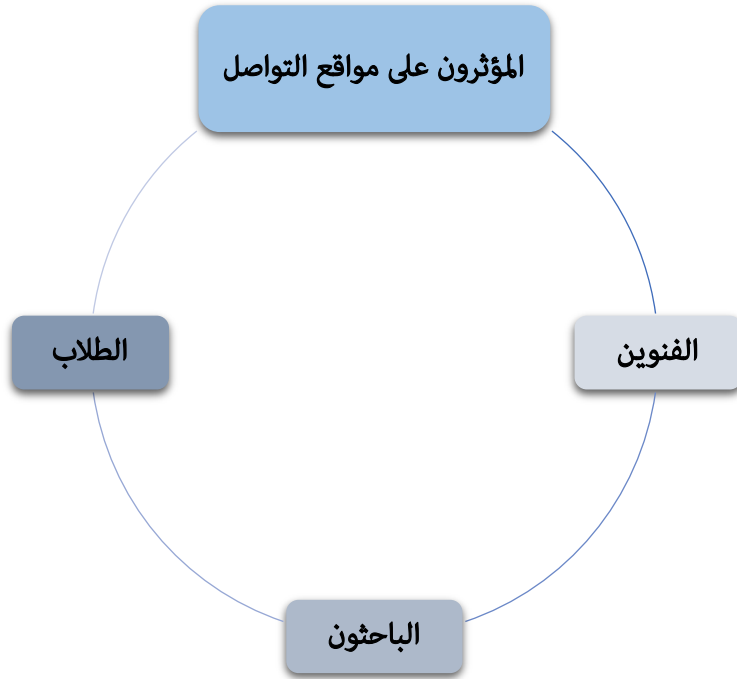 المؤثرون على مواقع التواصل
الفنوين
الباحثون
الطلاب